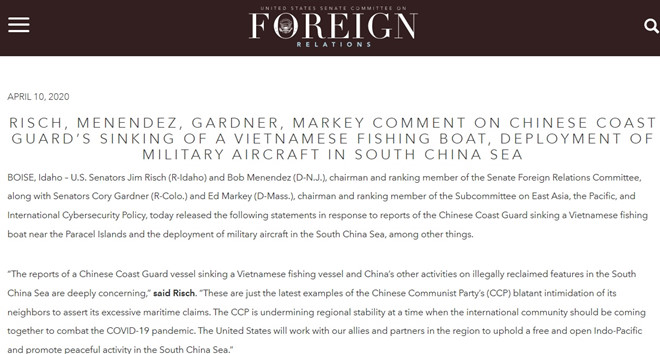 UNITED STATES SENATE COMMITTEE ON
FOREIGN
RELATIONS
APRIL 10, 2020
RISCH, MENENDEZ, GARDNER, MARKEY COMMENT ON CHINESE COAST
GUARD'S SINKING OF A VIETNAMESE FISHING BOAT, DEPLOYMENT OF
MILITARY AIRCRAFT IN SOUTH CHINA SEA
BOISE, Idaho – U.S. Senators Jim Risch (R-Idaho) and Bob Menendez (D-N.J.), chairman and ranking member of the Senate Foreign Relations Committee,
along with Senators Cory Gardner (R-Colo.) and Ed Markey (D-Mass.), chairman and ranking member of the Subcommittee on East Asia, the Pacific, and
International Cybersecurity Policy, today released the following statements in response to reports of the Chinese Coast Guard sinking a Vietnamese fishing
boat near the Paracel Islands and the deployment of military aircraft in the South China Sea, among other things.
“The reports of a Chinese Coast Guard vessel sinking a Vietnamese fishing vessel and China’s other activities on illegally reclaimed features in the South
China Sea are deeply concerning,” said Risch. “These are just the latest examples of the Chinese Communist Party’s (CCP) blatant intimidation of its
neighbors to assert its excessive maritime claims. The CCP is undermining regional stability at a time when the international community should be coming
together to combat the COVID-19 pandemic. The United States will work with our allies and partners in the region to uphold a free and open Indo-Pacific
and promote peaceful activity in the South China Sea.”